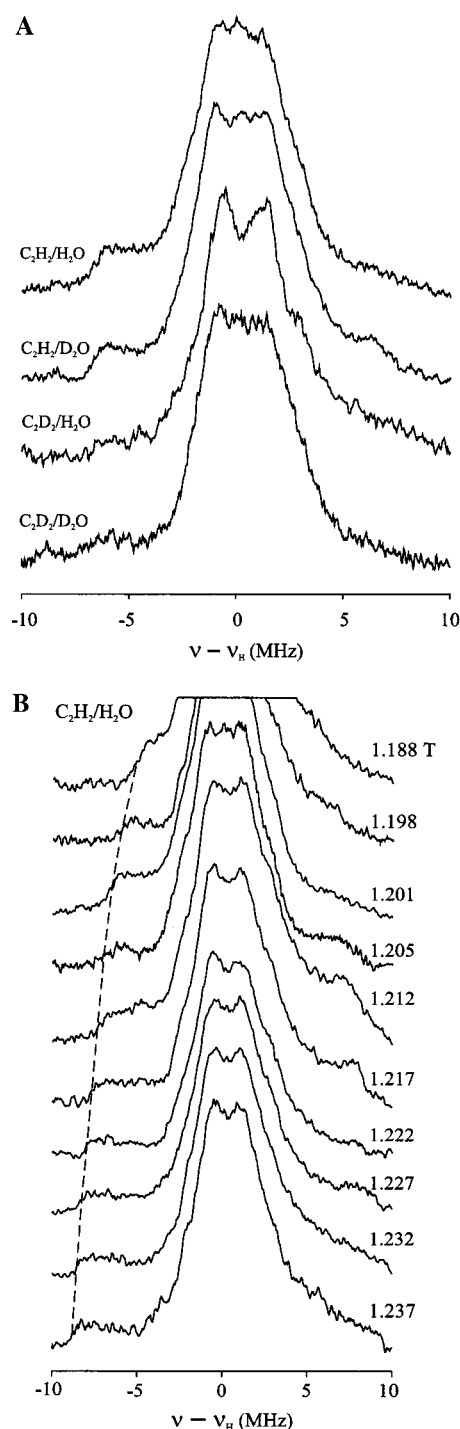 A
C₂H₂/H₂O
C₂H₂/D₂O
C₂D₂/H₂O
C₂D₂/D₂O
-10 -5 0 5 10
ν − νH (MHz)
B
C₂H₂/H₂O
1.188 T
1.198
1.201
1.205
1.212
1.217
1.222
1.227
1.232
1.237
-10 -5 0 5 10
ν − νH (MHz)